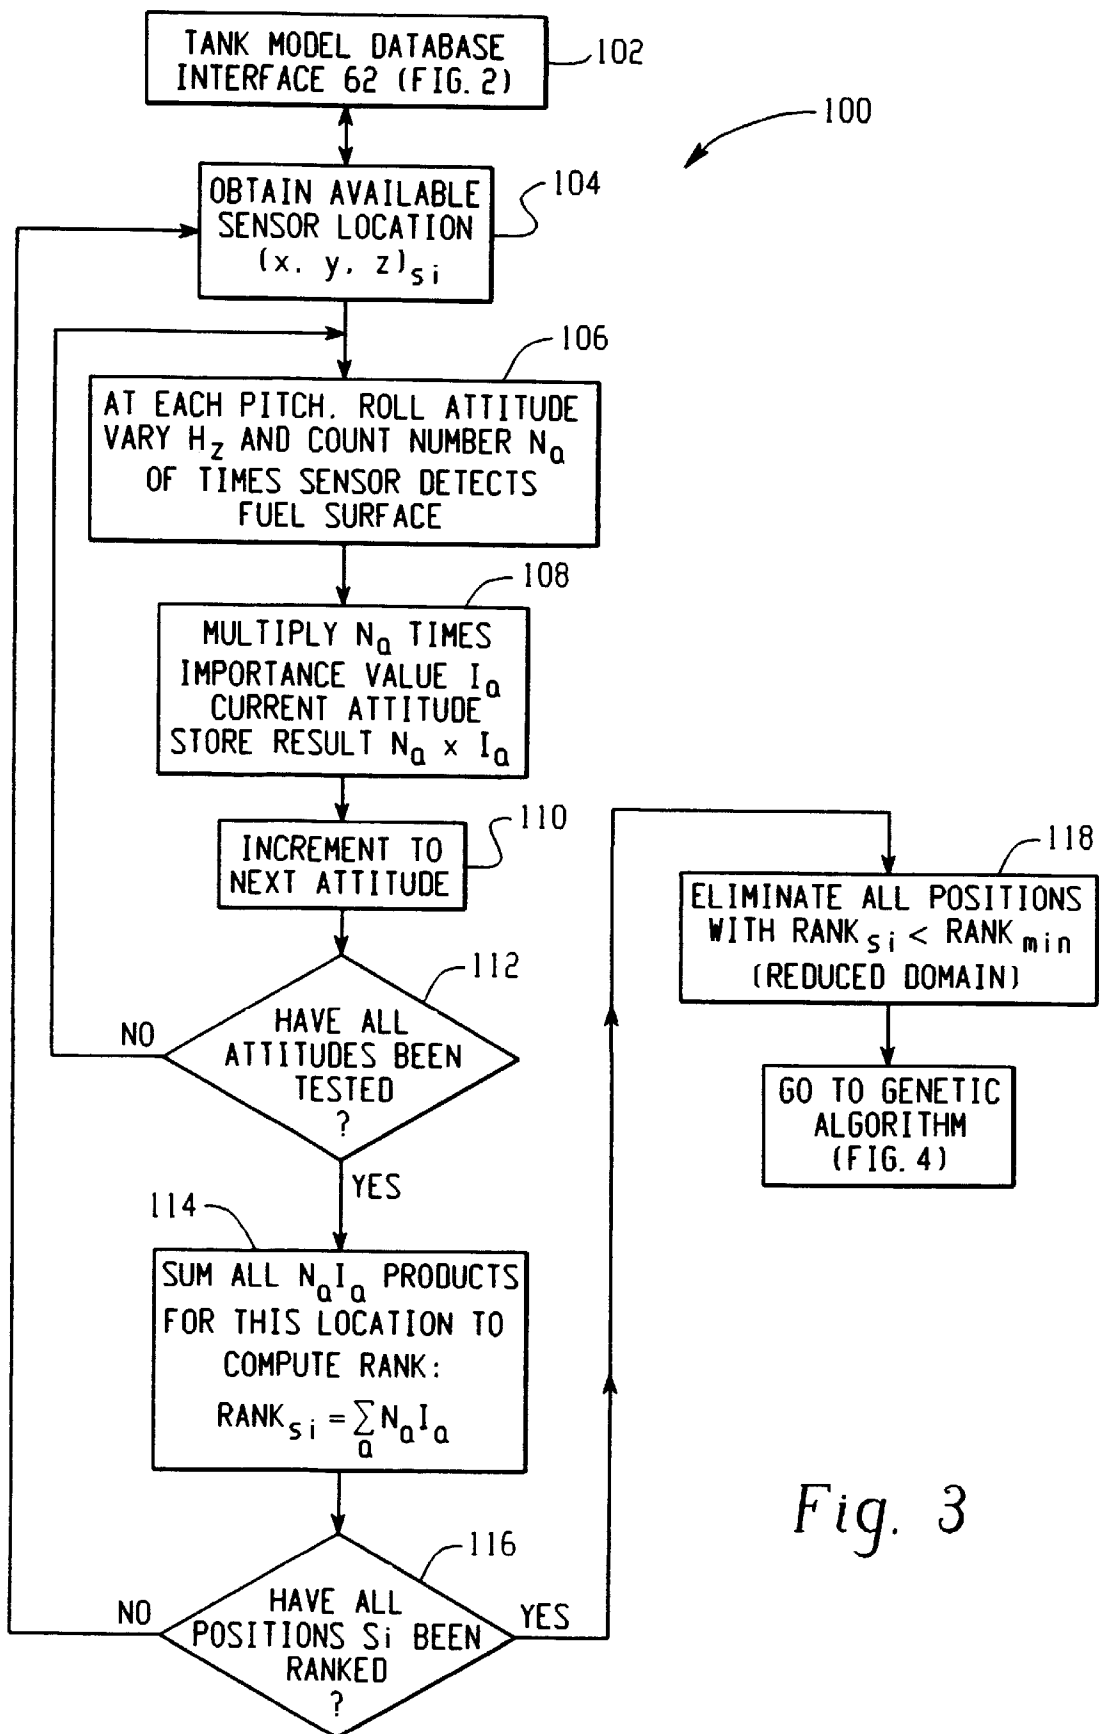 TANK MODEL DATABASE
INTERFACE 62 (FIG. 2)
102
100
OBTAIN AVAILABLE
SENSOR LOCATION
(x, y, z)si
104
106
AT EACH PITCH. ROLL ATTITUDE
VARY Hz AND COUNT NUMBER Na
OF TIMES SENSOR DETECTS
FUEL SURFACE
108
MULTIPLY Na TIMES
IMPORTANCE VALUE Ia
CURRENT ATTITUDE
STORE RESULT Na x Ia
110
INCREMENT TO
NEXT ATTITUDE
112
HAVE ALL
ATTITUDES BEEN
TESTED
?
NO
YES
114
SUM ALL NaIa PRODUCTS
FOR THIS LOCATION TO
COMPUTE RANK:
RANKsi = ∑a NaIa
116
HAVE ALL
POSITIONS Si BEEN
RANKED
?
NO
YES
118
ELIMINATE ALL POSITIONS
WITH RANKsi < RANKmin
(REDUCED DOMAIN)
GO TO GENETIC
ALGORITHM
(FIG. 4)
Fig. 3